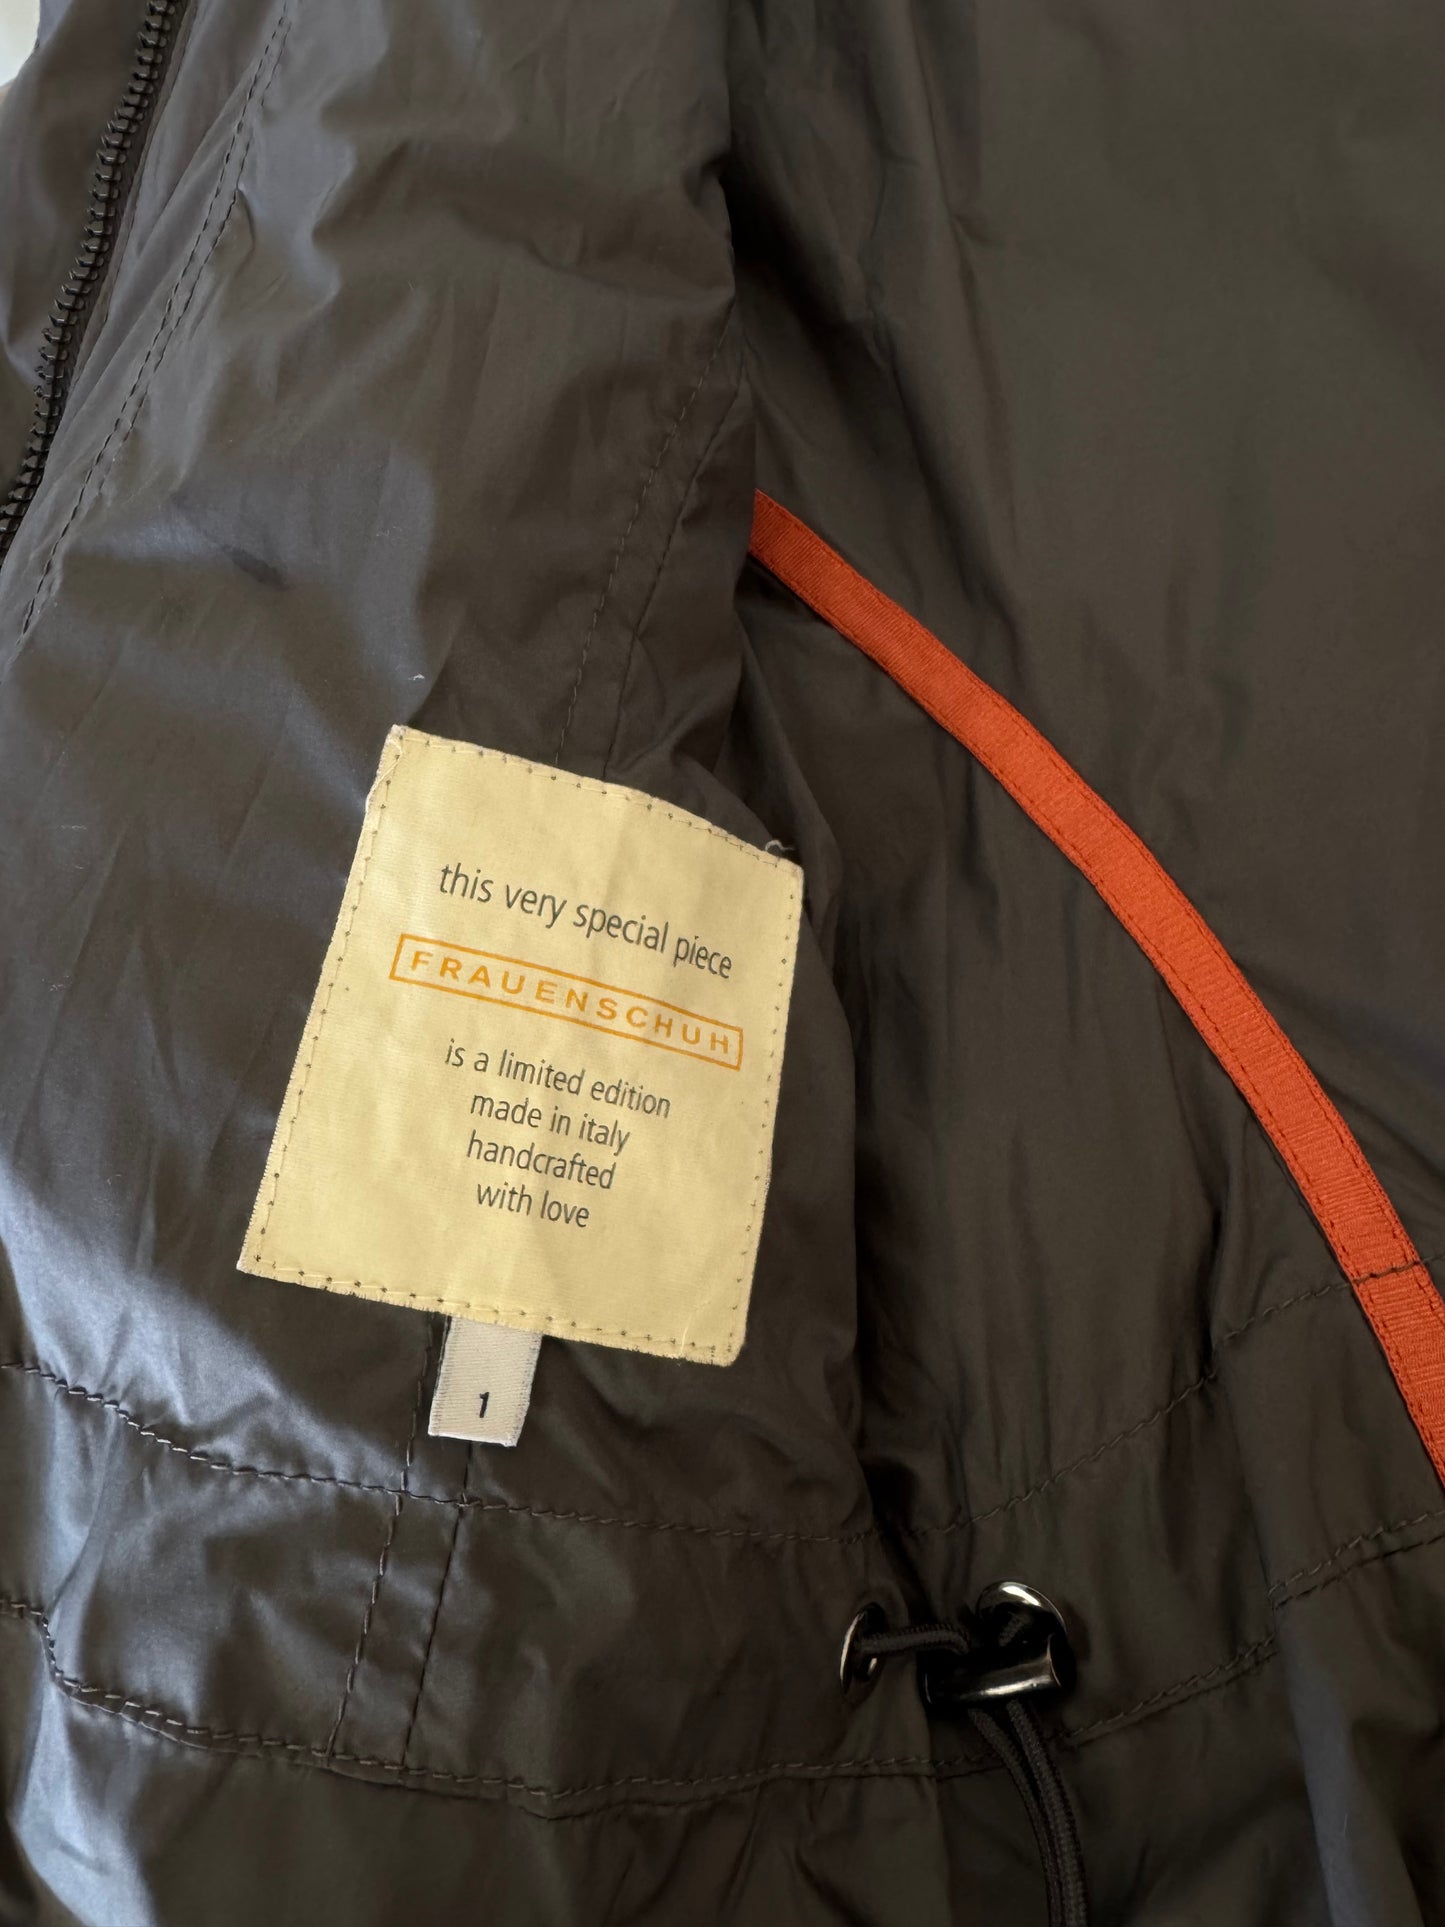 this very special piece
FRAUENSCHUH
is a limited edition
made in italy
handcrafted
with love
1